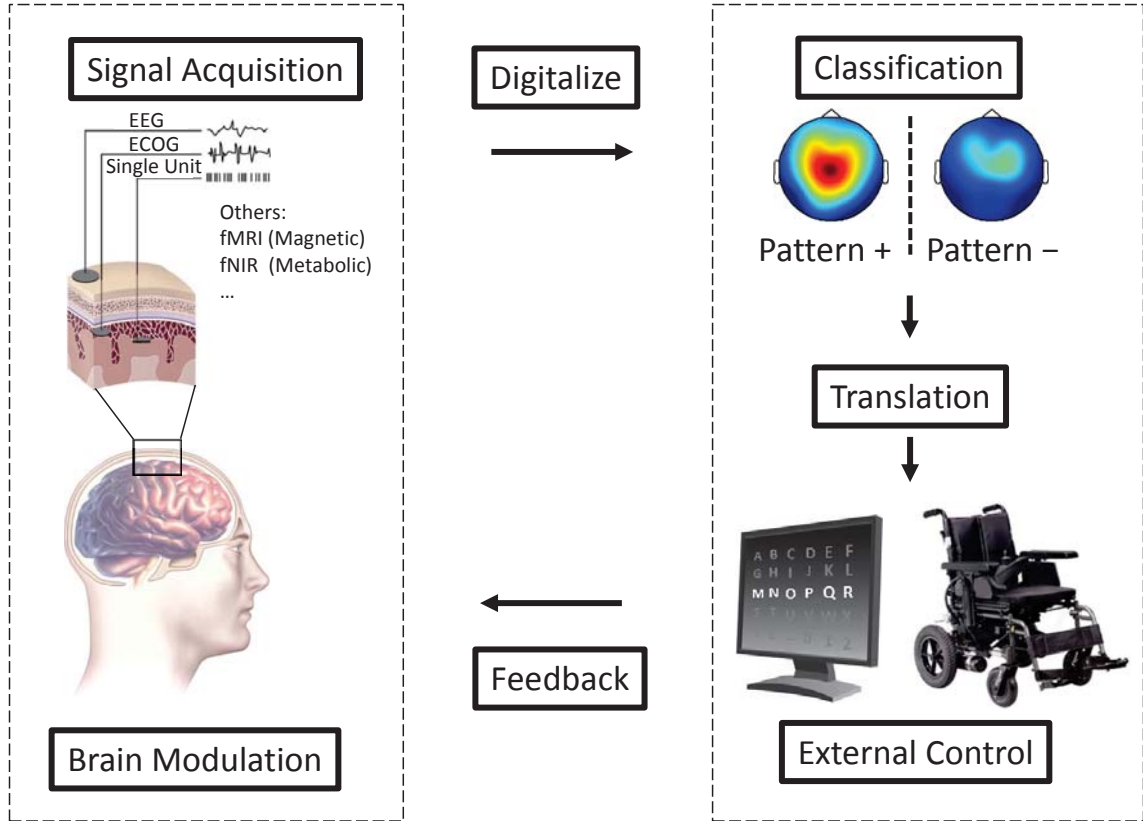 Signal Acquisition
EEG
ECOG
Single Unit
Others:
fMRI (Magnetic)
fNIR (Metabolic)
...
Brain Modulation
Digitalize
Feedback
Classification
Pattern +
Pattern −
Translation
A B C D E F
G H I J K L
M N O P Q R
External Control